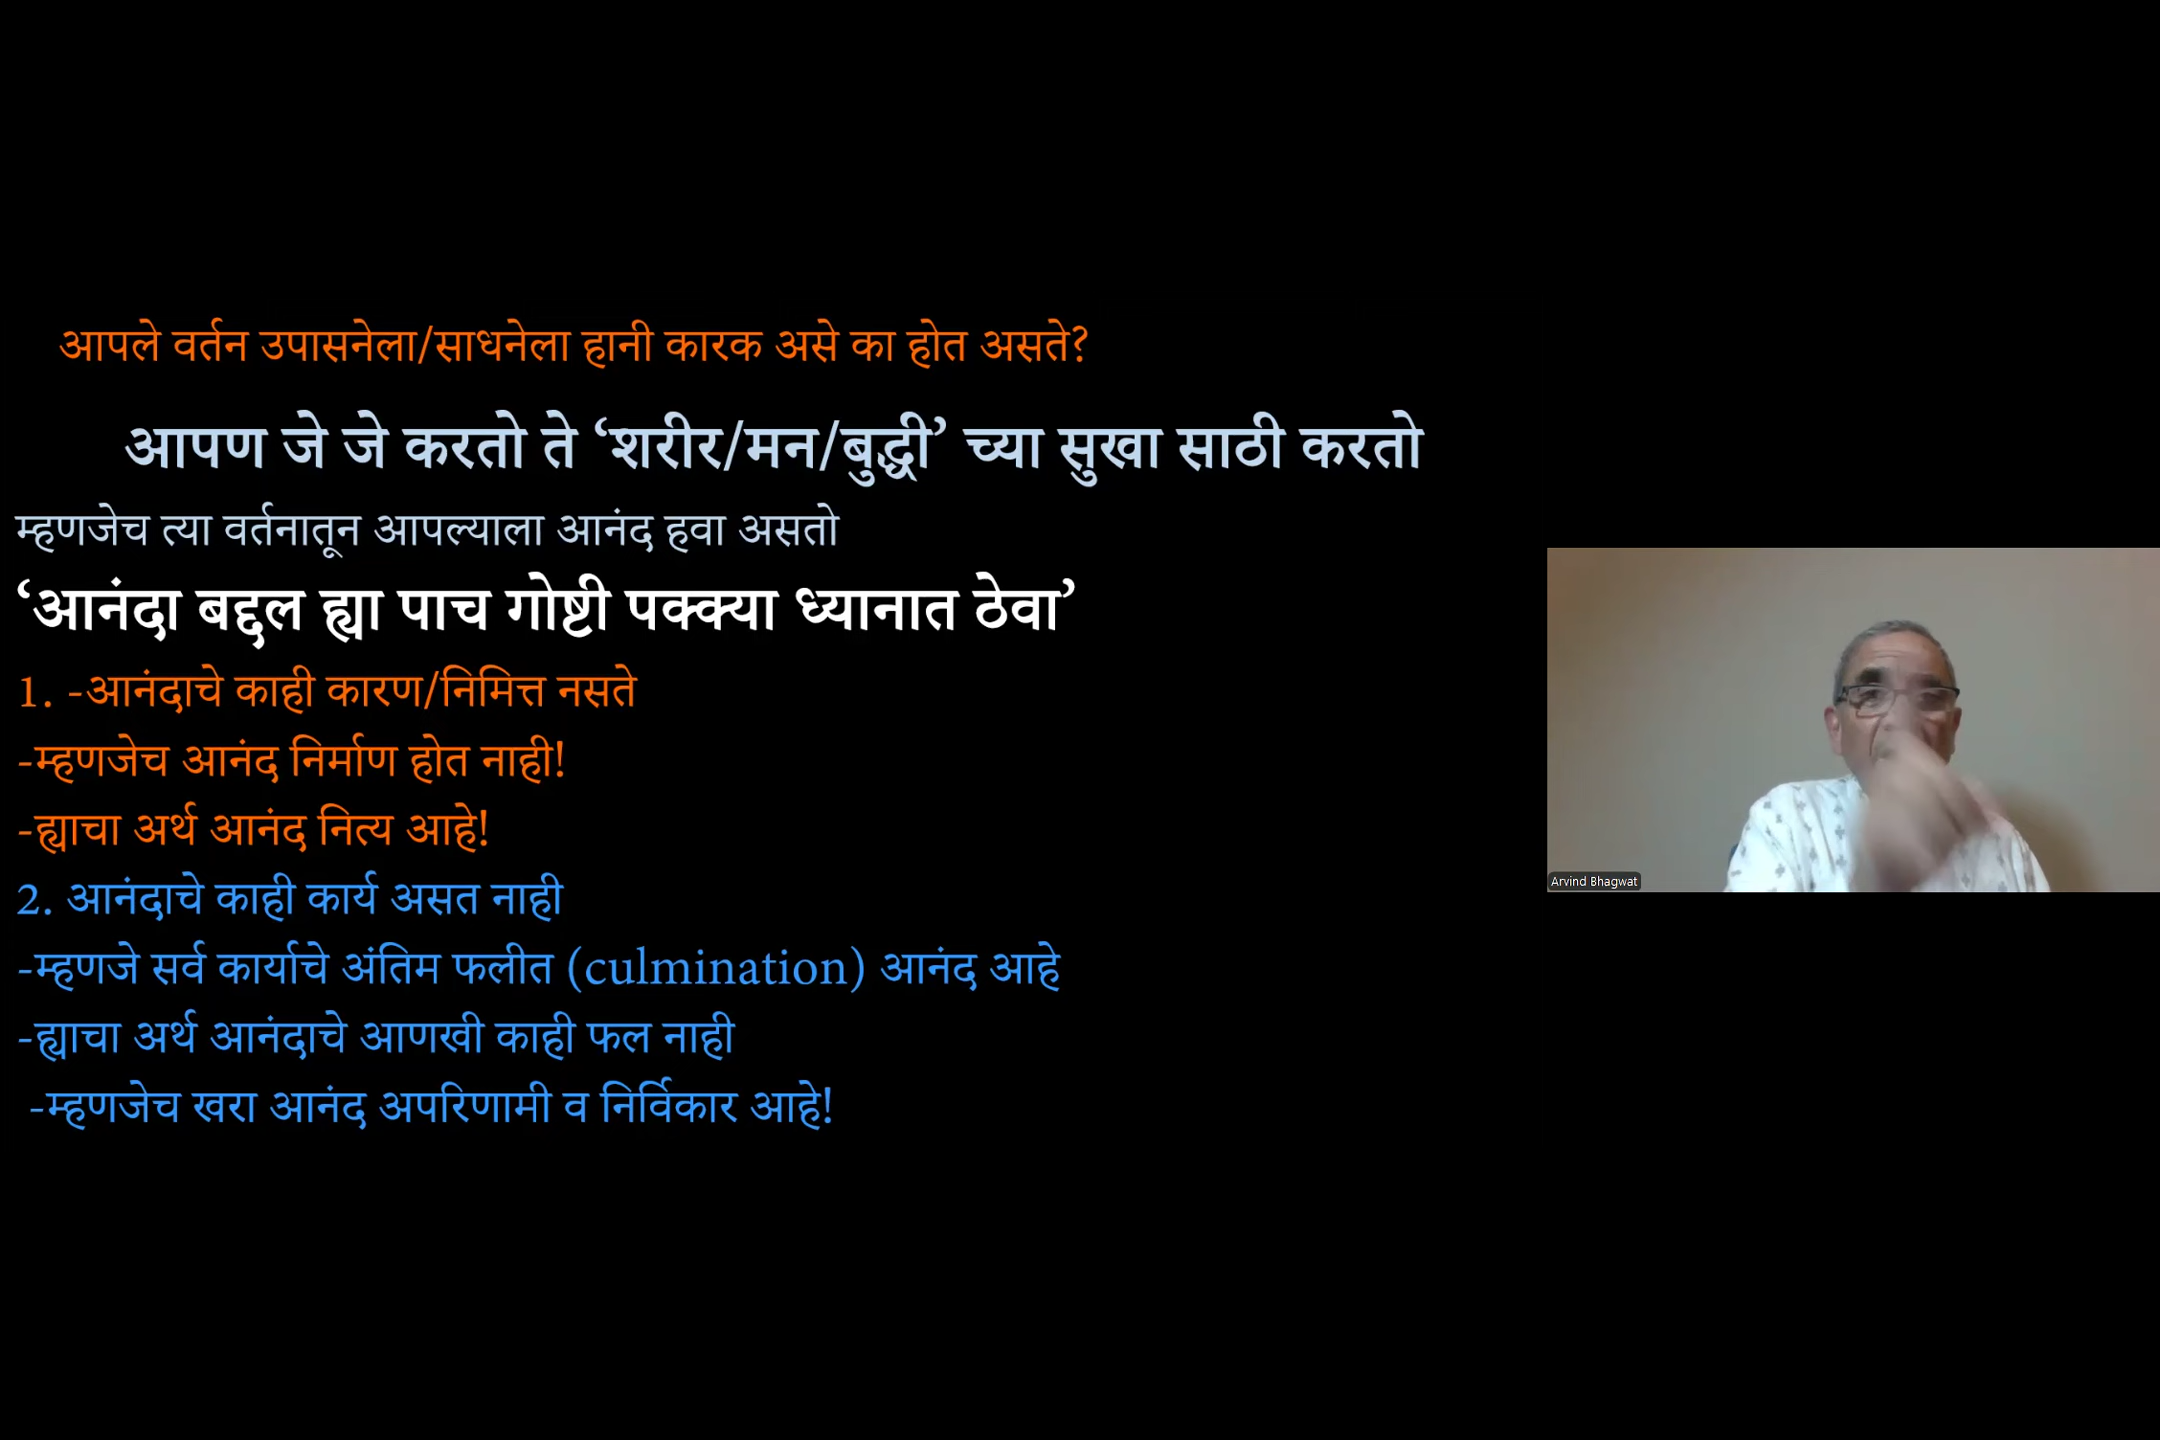 आपले वर्तन उपासनेला/साधनेला हानी कारक असे का होत असते?
आपण जे जे करतो ते ‘शरीर/मन/बुद्धी’ च्या सुखा साठी करतो
म्हणजेच त्या वर्तनातून आपल्याला आनंद हवा असतो
‘आनंदा बद्दल ह्या पाच गोष्टी पक्क्या ध्यानात ठेवा’
1. -आनंदाचे काही कारण/निमित्त नसते
-म्हणजेच आनंद निर्माण होत नाही!
-ह्याचा अर्थ आनंद नित्य आहे!
2. आनंदाचे काही कार्य असत नाही
-म्हणजे सर्व कार्याचे अंतिम फलीत (culmination) आनंद आहे
-ह्याचा अर्थ आनंदाचे आणखी काही फल नाही
-म्हणजेच खरा आनंद अपरिणामी व निर्विकार आहे!
Arvind Bhagwat